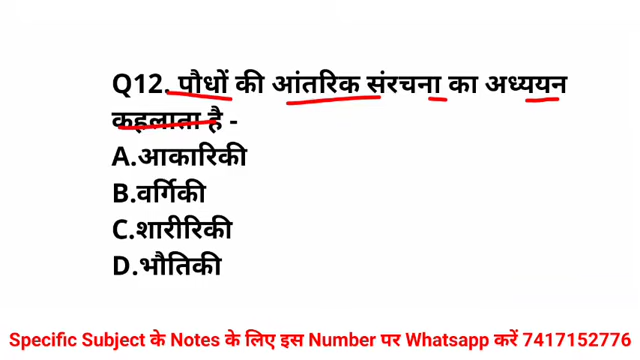 Q12. पौधों की आंतरिक संरचना का अध्ययन
कहलाता है -
A.आकारिकी
B.वर्गिकी
C.शारीरिकी
D.भौतिकी
Specific Subject के Notes के लिए इस Number पर Whatsapp करें 7417152776